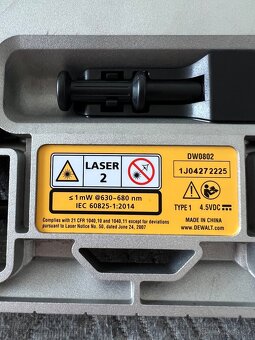 LASER
2
≤1mW @630-680 nm
IEC 60825-1:2014
Complies with 21 CFR 1040.10 and 1040.11 except for deviations
pursuant to Laser Notice No. 50, dated June 24, 2007
DW0802
1J04272225
TYPE 1 4.5VDC
MADE IN CHINA
www.DEWALT.com